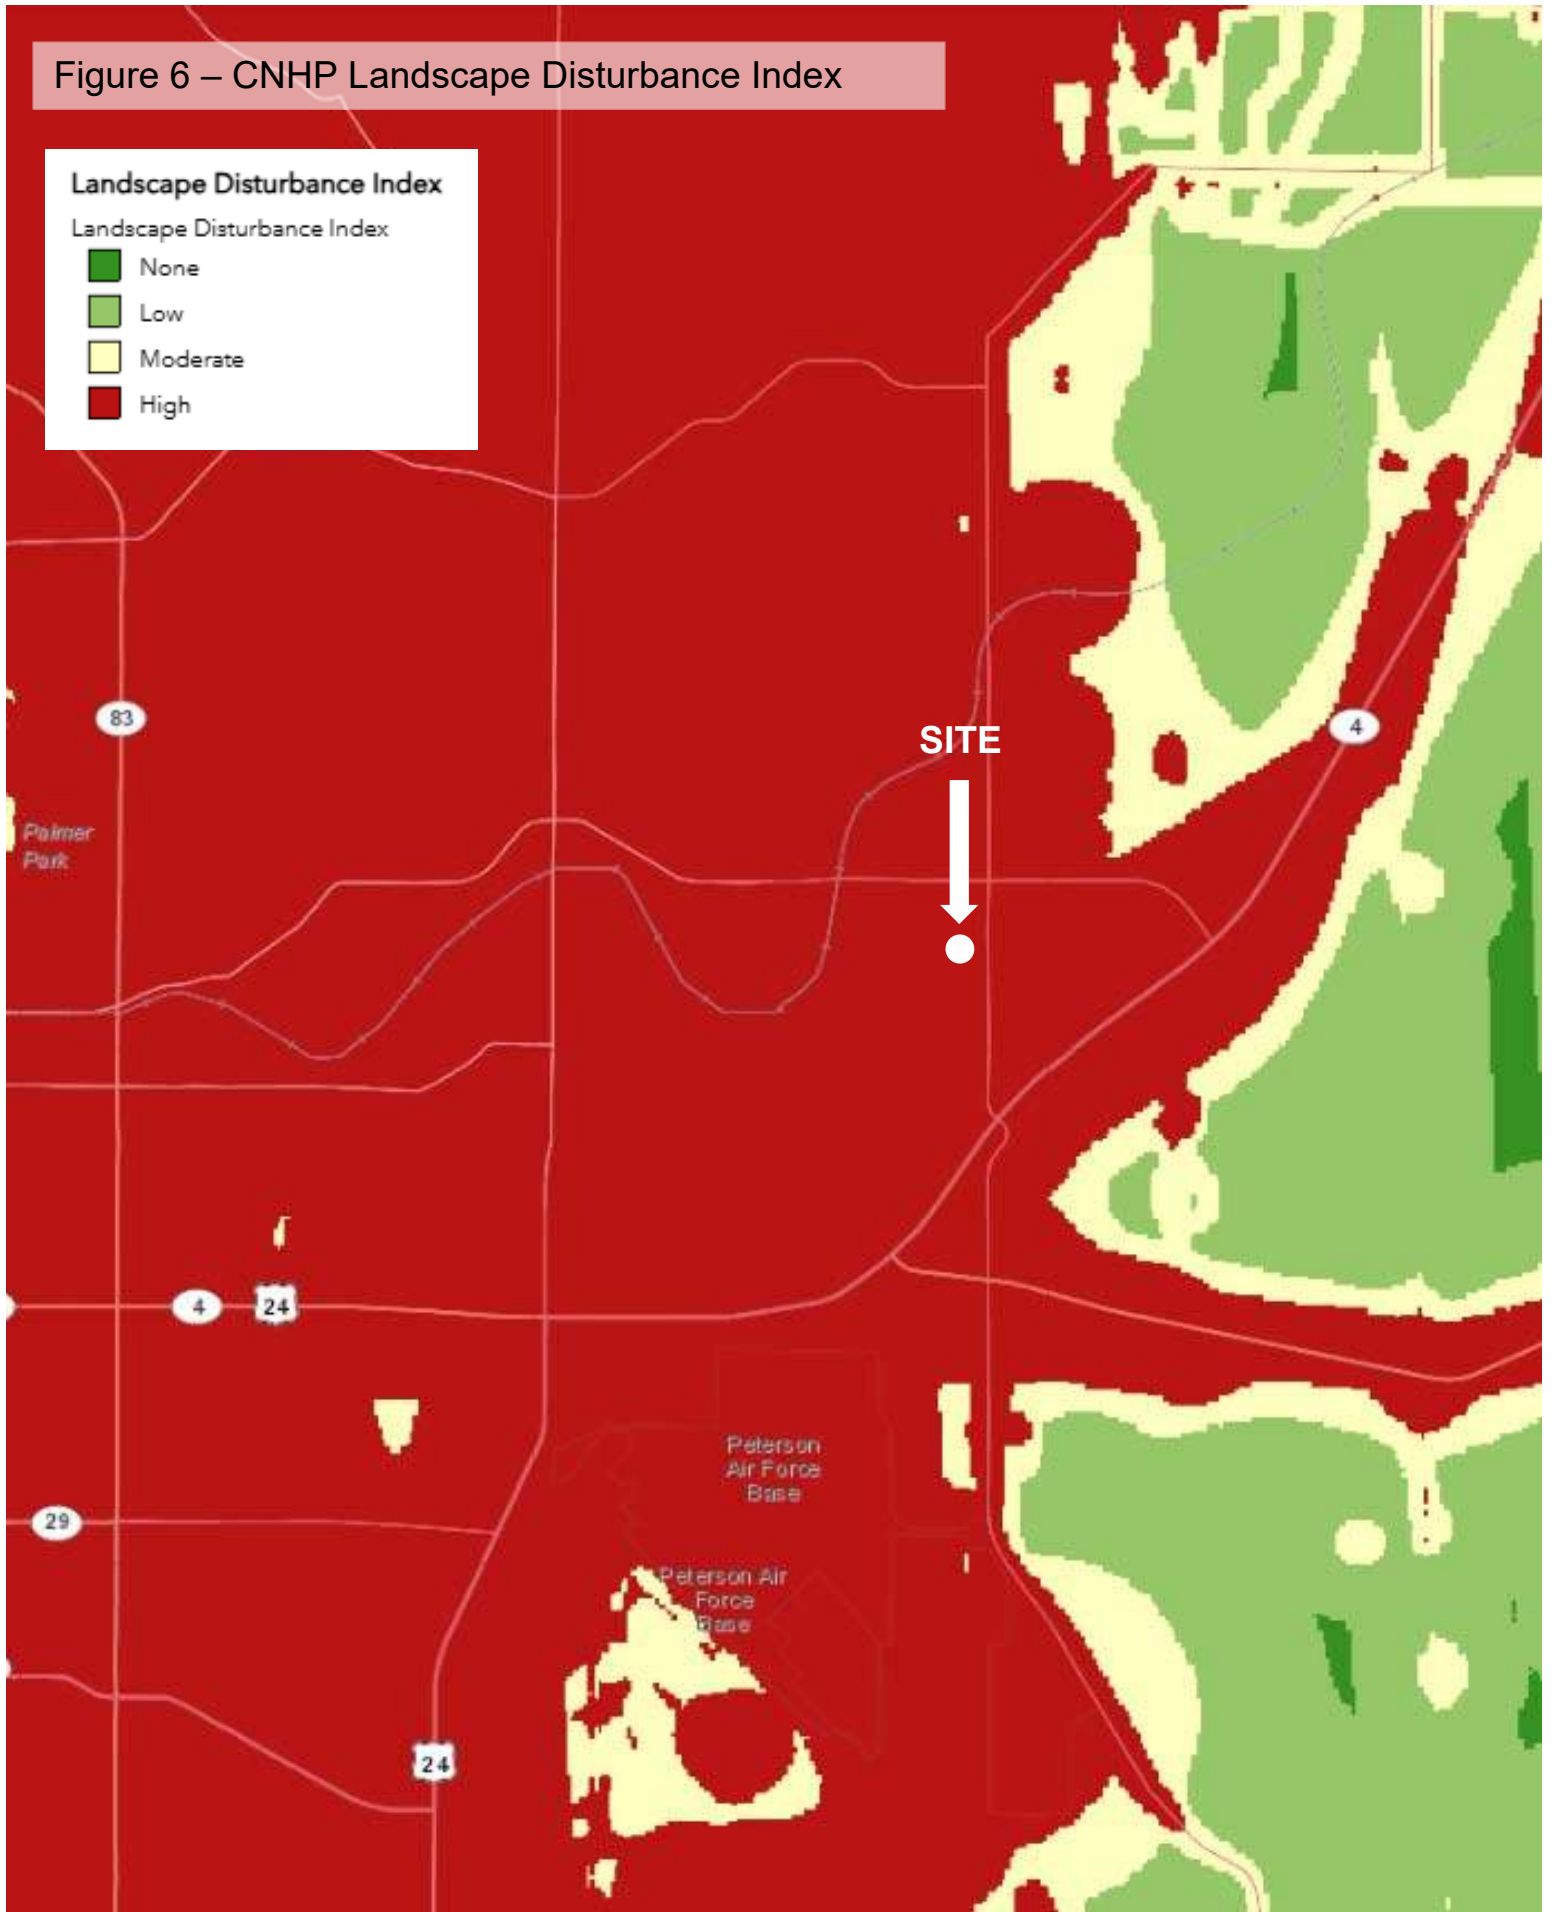 Figure 6 – CNHP Landscape Disturbance Index
Landscape Disturbance Index
Landscape Disturbance Index
None
Low
Moderate
High
83
SITE
4
Palmer
Park
4
24
Peterson
Air Force
Base
29
Peterson Air
Force
Base
24